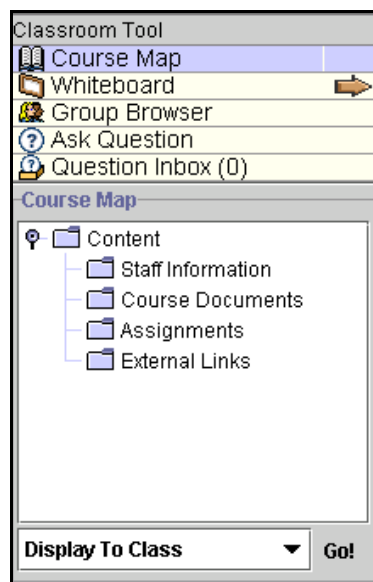 Classroom Tool
Course Map
Whiteboard
Group Browser
Ask Question
Question Inbox (0)
Course Map
Content
Staff Information
Course Documents
Assignments
External Links
Display To Class Go!